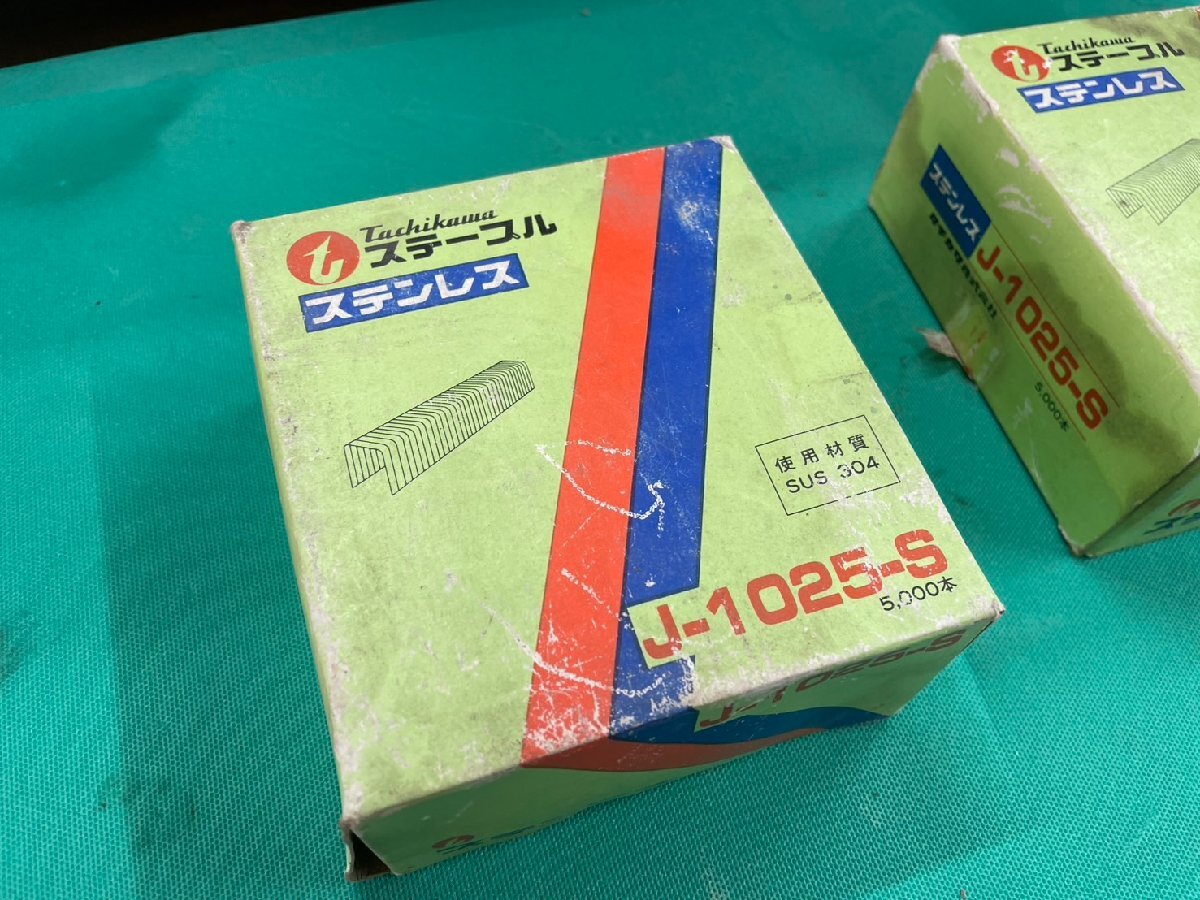 Tachikawa
ステープル
ステンレス
使用材質
SUS 304
J-1025-S
5,000本
J-1025-S
Tachikawa
ステープル
ステンレス
ステンレス
J-1025-S
5,000本